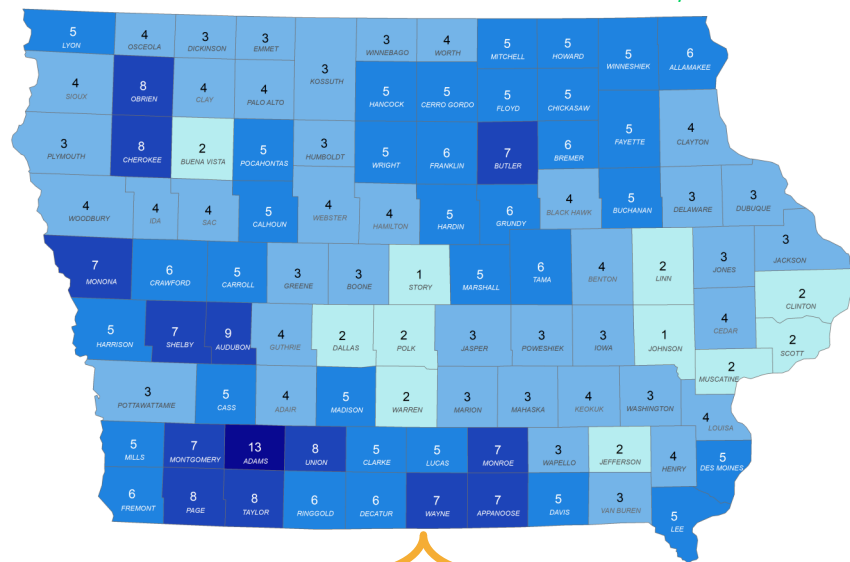 5
LYON
4
OSCEOLA
3
DICKINSON
3
EMMET
3
KOSSUTH
3
WINNEBAGO
4
WORTH
5
MITCHELL
5
HOWARD
5
WINNESHIEK
6
ALLAMAKEE
4
SIOUX
8
OBRIEN
4
CLAY
4
PALO ALTO
5
HANCOCK
5
CERRO GORDO
5
FLOYD
5
CHICKASAW
3
PLYMOUTH
8
CHEROKEE
2
BUENA VISTA
5
POCAHONTAS
3
HUMBOLDT
5
WRIGHT
6
FRANKLIN
7
BUTLER
6
BREMER
5
FAYETTE
4
CLAYTON
4
WOODBURY
4
IDA
4
SAC
5
CALHOUN
4
WEBSTER
4
HAMILTON
5
HARDIN
6
GRUNDY
4
BLACK HAWK
5
BUCHANAN
3
DELAWARE
3
DUBUQUE
7
MONONA
6
CRAWFORD
5
CARROLL
3
GREENE
3
BOONE
1
STORY
5
MARSHALL
6
TAMA
4
BENTON
2
LINN
3
JONES
3
JACKSON
2
CLINTON
5
HARRISON
7
SHELBY
9
AUDUBON
4
GUTHRIE
2
DALLAS
2
POLK
3
JASPER
3
POWESHIEK
3
IOWA
1
JOHNSON
4
CEDAR
2
SCOTT
2
MUSCATINE
3
POTTAWATTAMIE
5
CASS
4
ADAIR
5
MADISON
2
WARREN
3
MARION
3
MAHASKA
4
KEOKUK
3
WASHINGTON
4
LOUISA
5
MILLS
7
MONTGOMERY
13
ADAMS
8
UNION
5
CLARKE
5
LUCAS
7
MONROE
3
WAPELLO
2
JEFFERSON
4
HENRY
5
DES MOINES
6
FREMONT
8
PAGE
8
TAYLOR
6
RINGGOLD
6
DECATUR
7
WAYNE
7
APPANOOSE
5
DAVIS
3
VAN BUREN
5
LEE